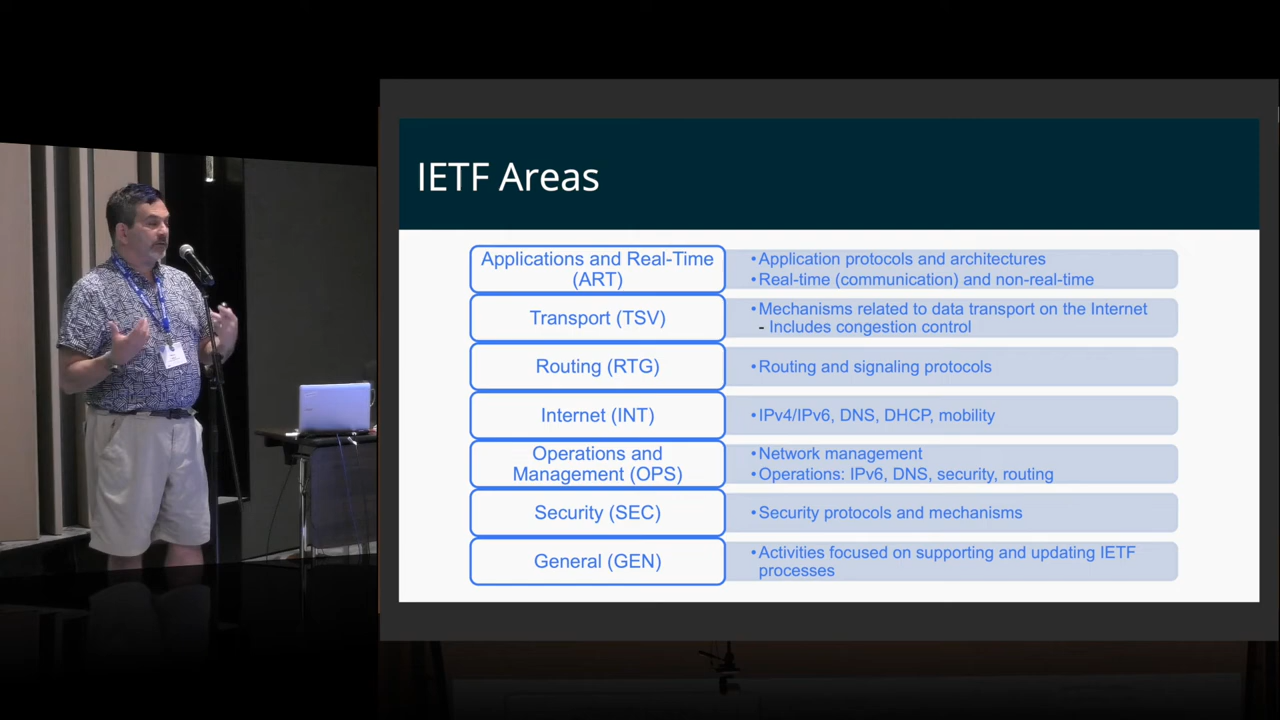 IETF Areas
Applications and Real-Time
(ART)
•Application protocols and architectures
•Real-time (communication) and non-real-time
Transport (TSV)
•Mechanisms related to data transport on the Internet
- Includes congestion control
Routing (RTG)
•Routing and signaling protocols
Internet (INT)
•IPv4/IPv6, DNS, DHCP, mobility
Operations and
Management (OPS)
•Network management
•Operations: IPv6, DNS, security, routing
Security (SEC)
•Security protocols and mechanisms
General (GEN)
•Activities focused on supporting and updating IETF
processes